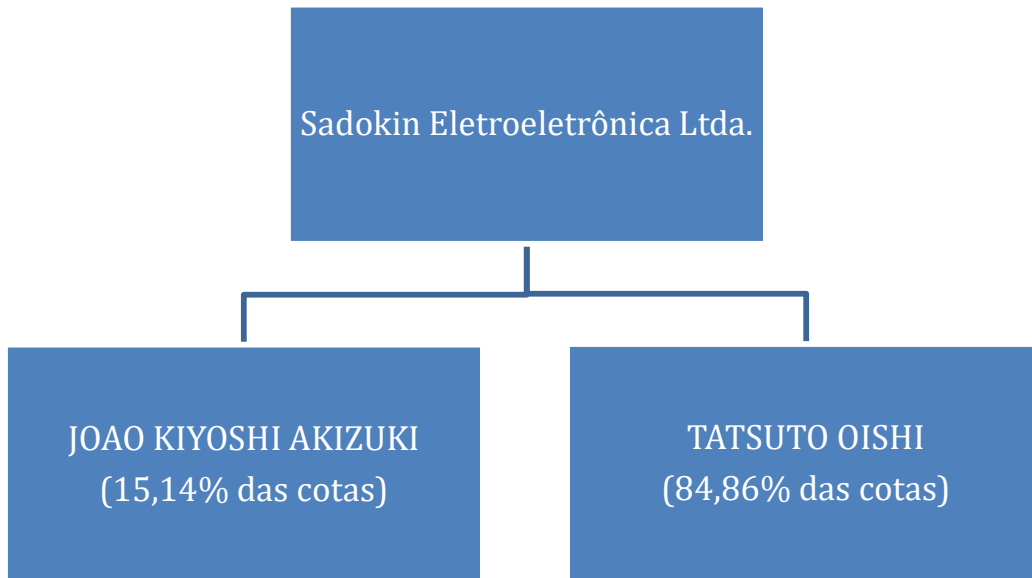 Sadokin Eletroeletrônica Ltda.
JOAO KIYOSHI AKIZUKI
(15,14% das cotas)
TATSUTO OISHI
(84,86% das cotas)